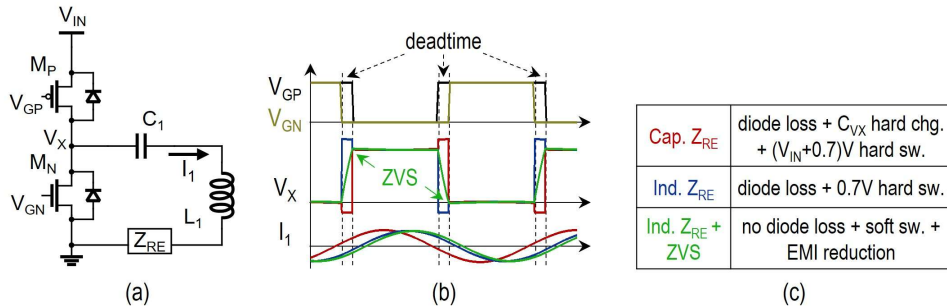 V_IN
M_P
V_GP
C_1
V_X
M_N
I_1
V_GN
L_1
Z_RE
(a)
deadtime
V_GP
V_GN
ZVS
V_X
I_1
(b)
Cap. Z_RE
diode loss + C_VX hard chg.
+ (V_IN+0.7)V hard sw.
Ind. Z_RE
diode loss + 0.7V hard sw.
Ind. Z_RE +
ZVS
no diode loss + soft sw. +
EMI reduction
(c)